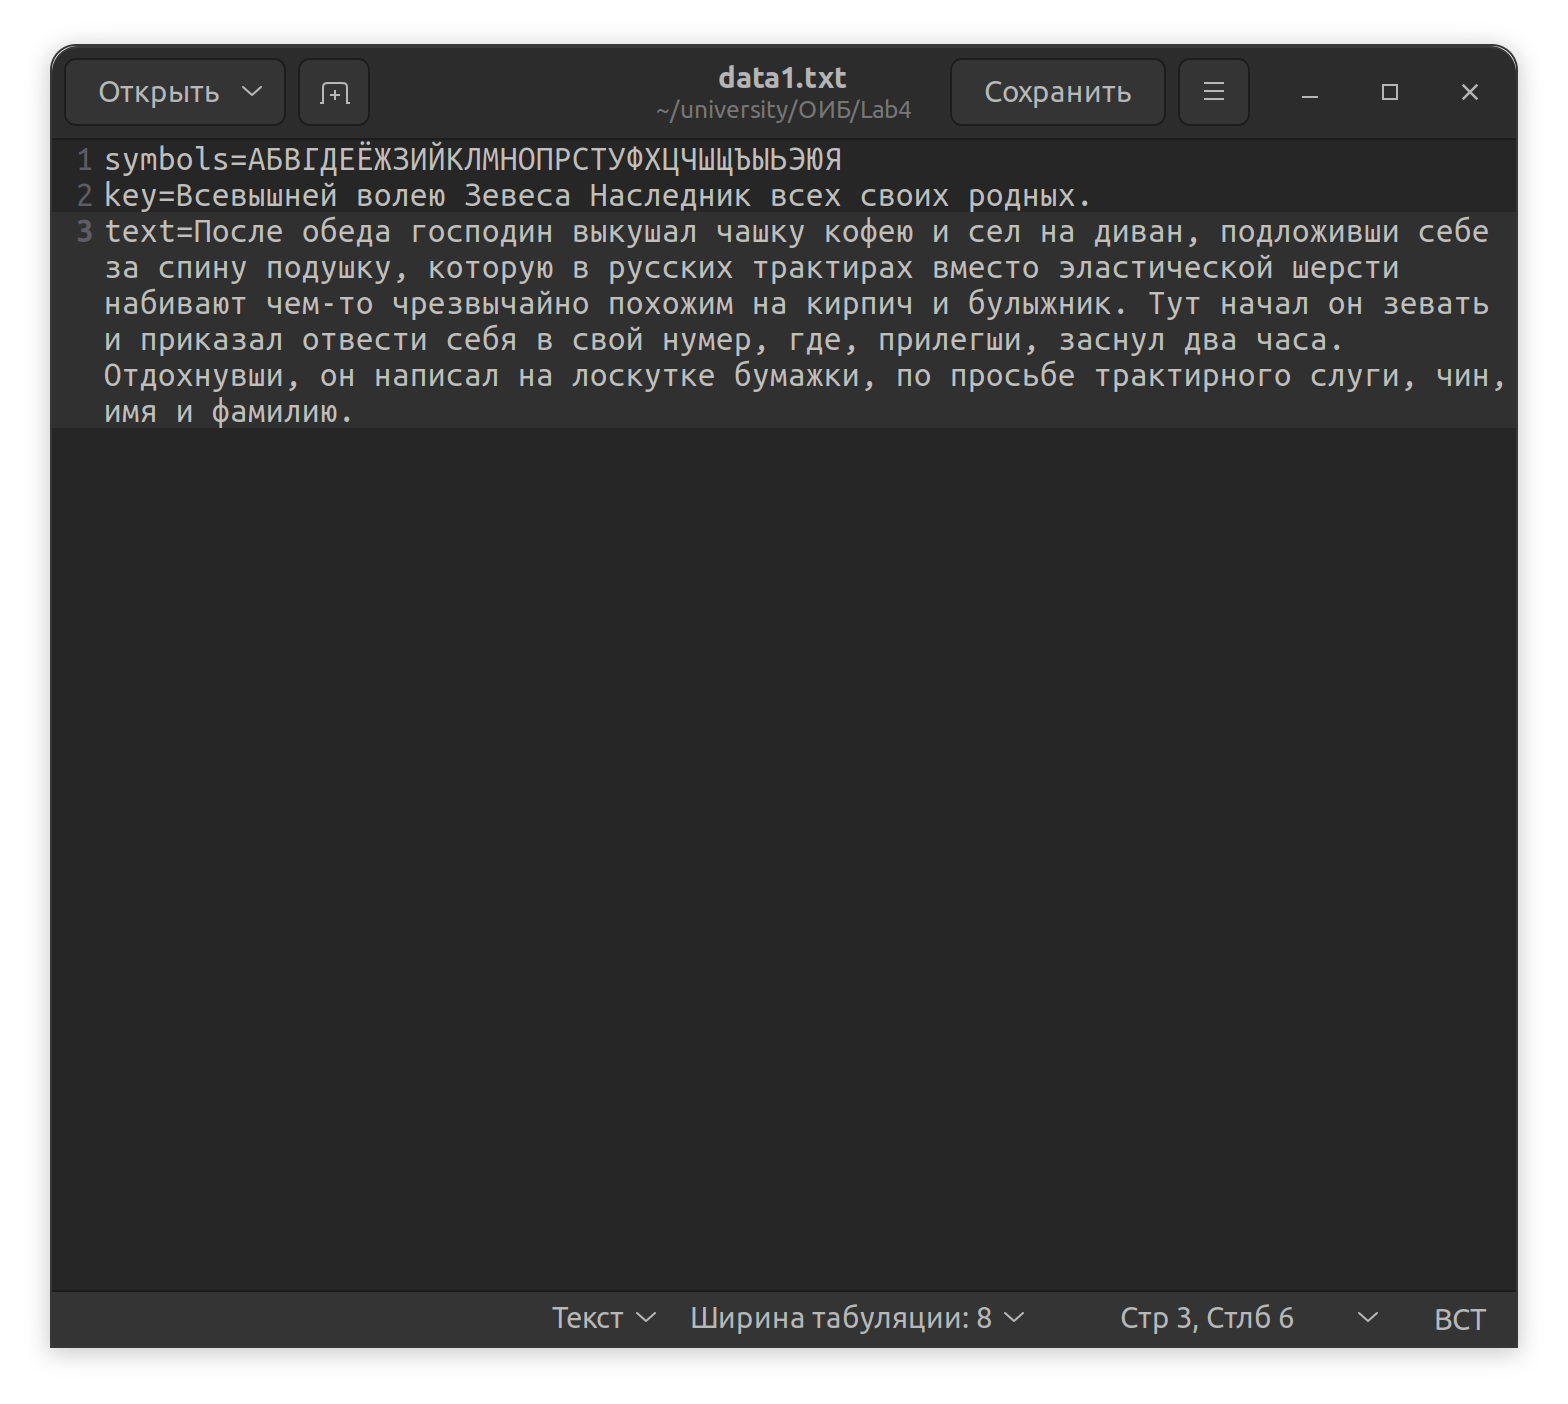 Открыть
data1.txt
~/university/ОИБ/Lab4
Сохранить
1 symbols=АБВГДЕЁЖЗИЙКЛМНОПРСТУФХЦЧШЩЪЫЬЭЮЯ
2 key=Всевышней волею Зевеса Наследник всех своих родных.
3 text=После обеда господин выкушал чашку кофею и сел на диван, подложивши себе
за спину подушку, которую в русских трактирах вместо эластической шерсти
набивают чем-то чрезвычайно похожим на кирпич и булыжник. Тут начал он зевать
и приказал отвести себя в свой нумер, где, прилегши, заснул два часа.
Отдохнувши, он написал на лоскутке бумажки, по просьбе трактирного слуги, чин,
имя и фамилию.
Текст Ширина табуляции: 8 Стр 3, Стлб 6 ВСТ